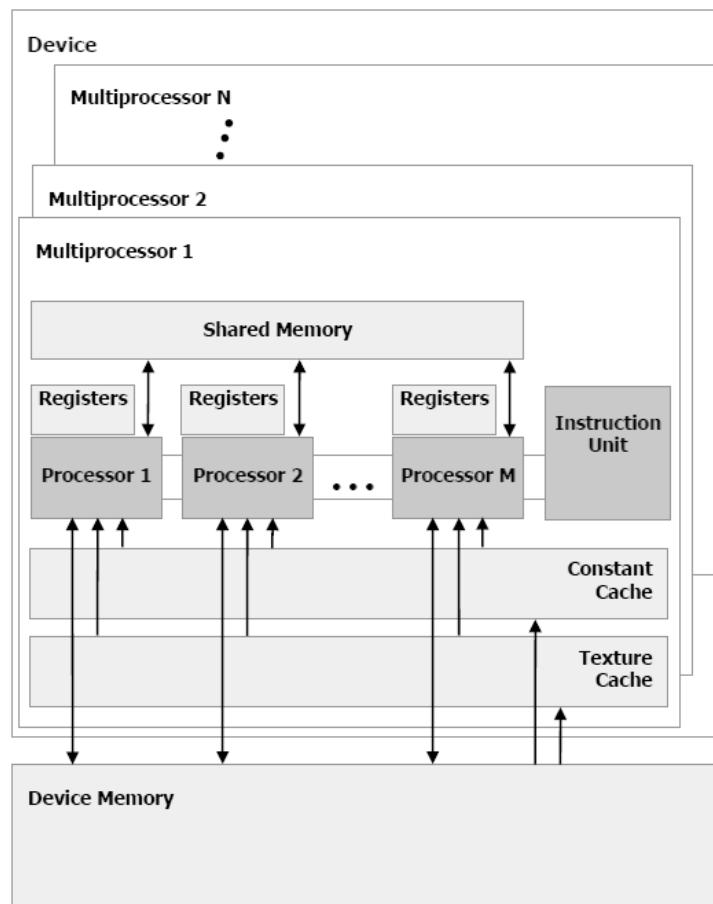 Device
Multiprocessor N
Multiprocessor 2
Multiprocessor 1
Shared Memory
Registers
Registers
Registers
Instruction
Unit
Processor 1
Processor 2
Processor M
Constant
Cache
Texture
Cache
Device Memory